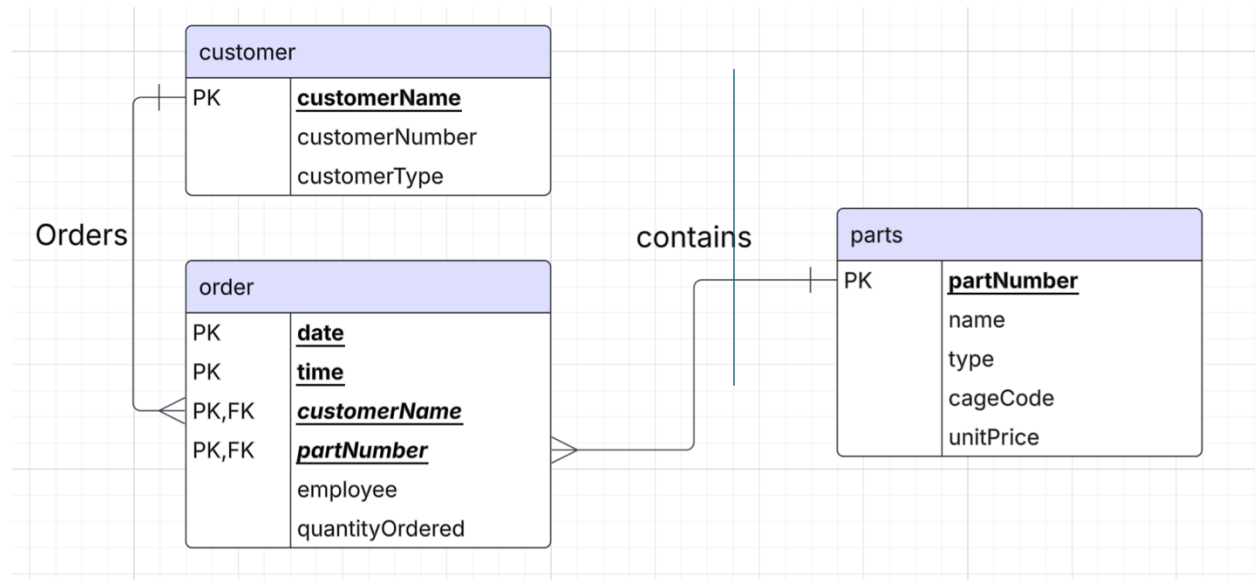 customer
PK customerName
customerNumber
customerType
Orders
order
PK date
PK time
PK,FK customerName
PK,FK partNumber
employee
quantityOrdered
contains
parts
PK partNumber
name
type
cageCode
unitPrice